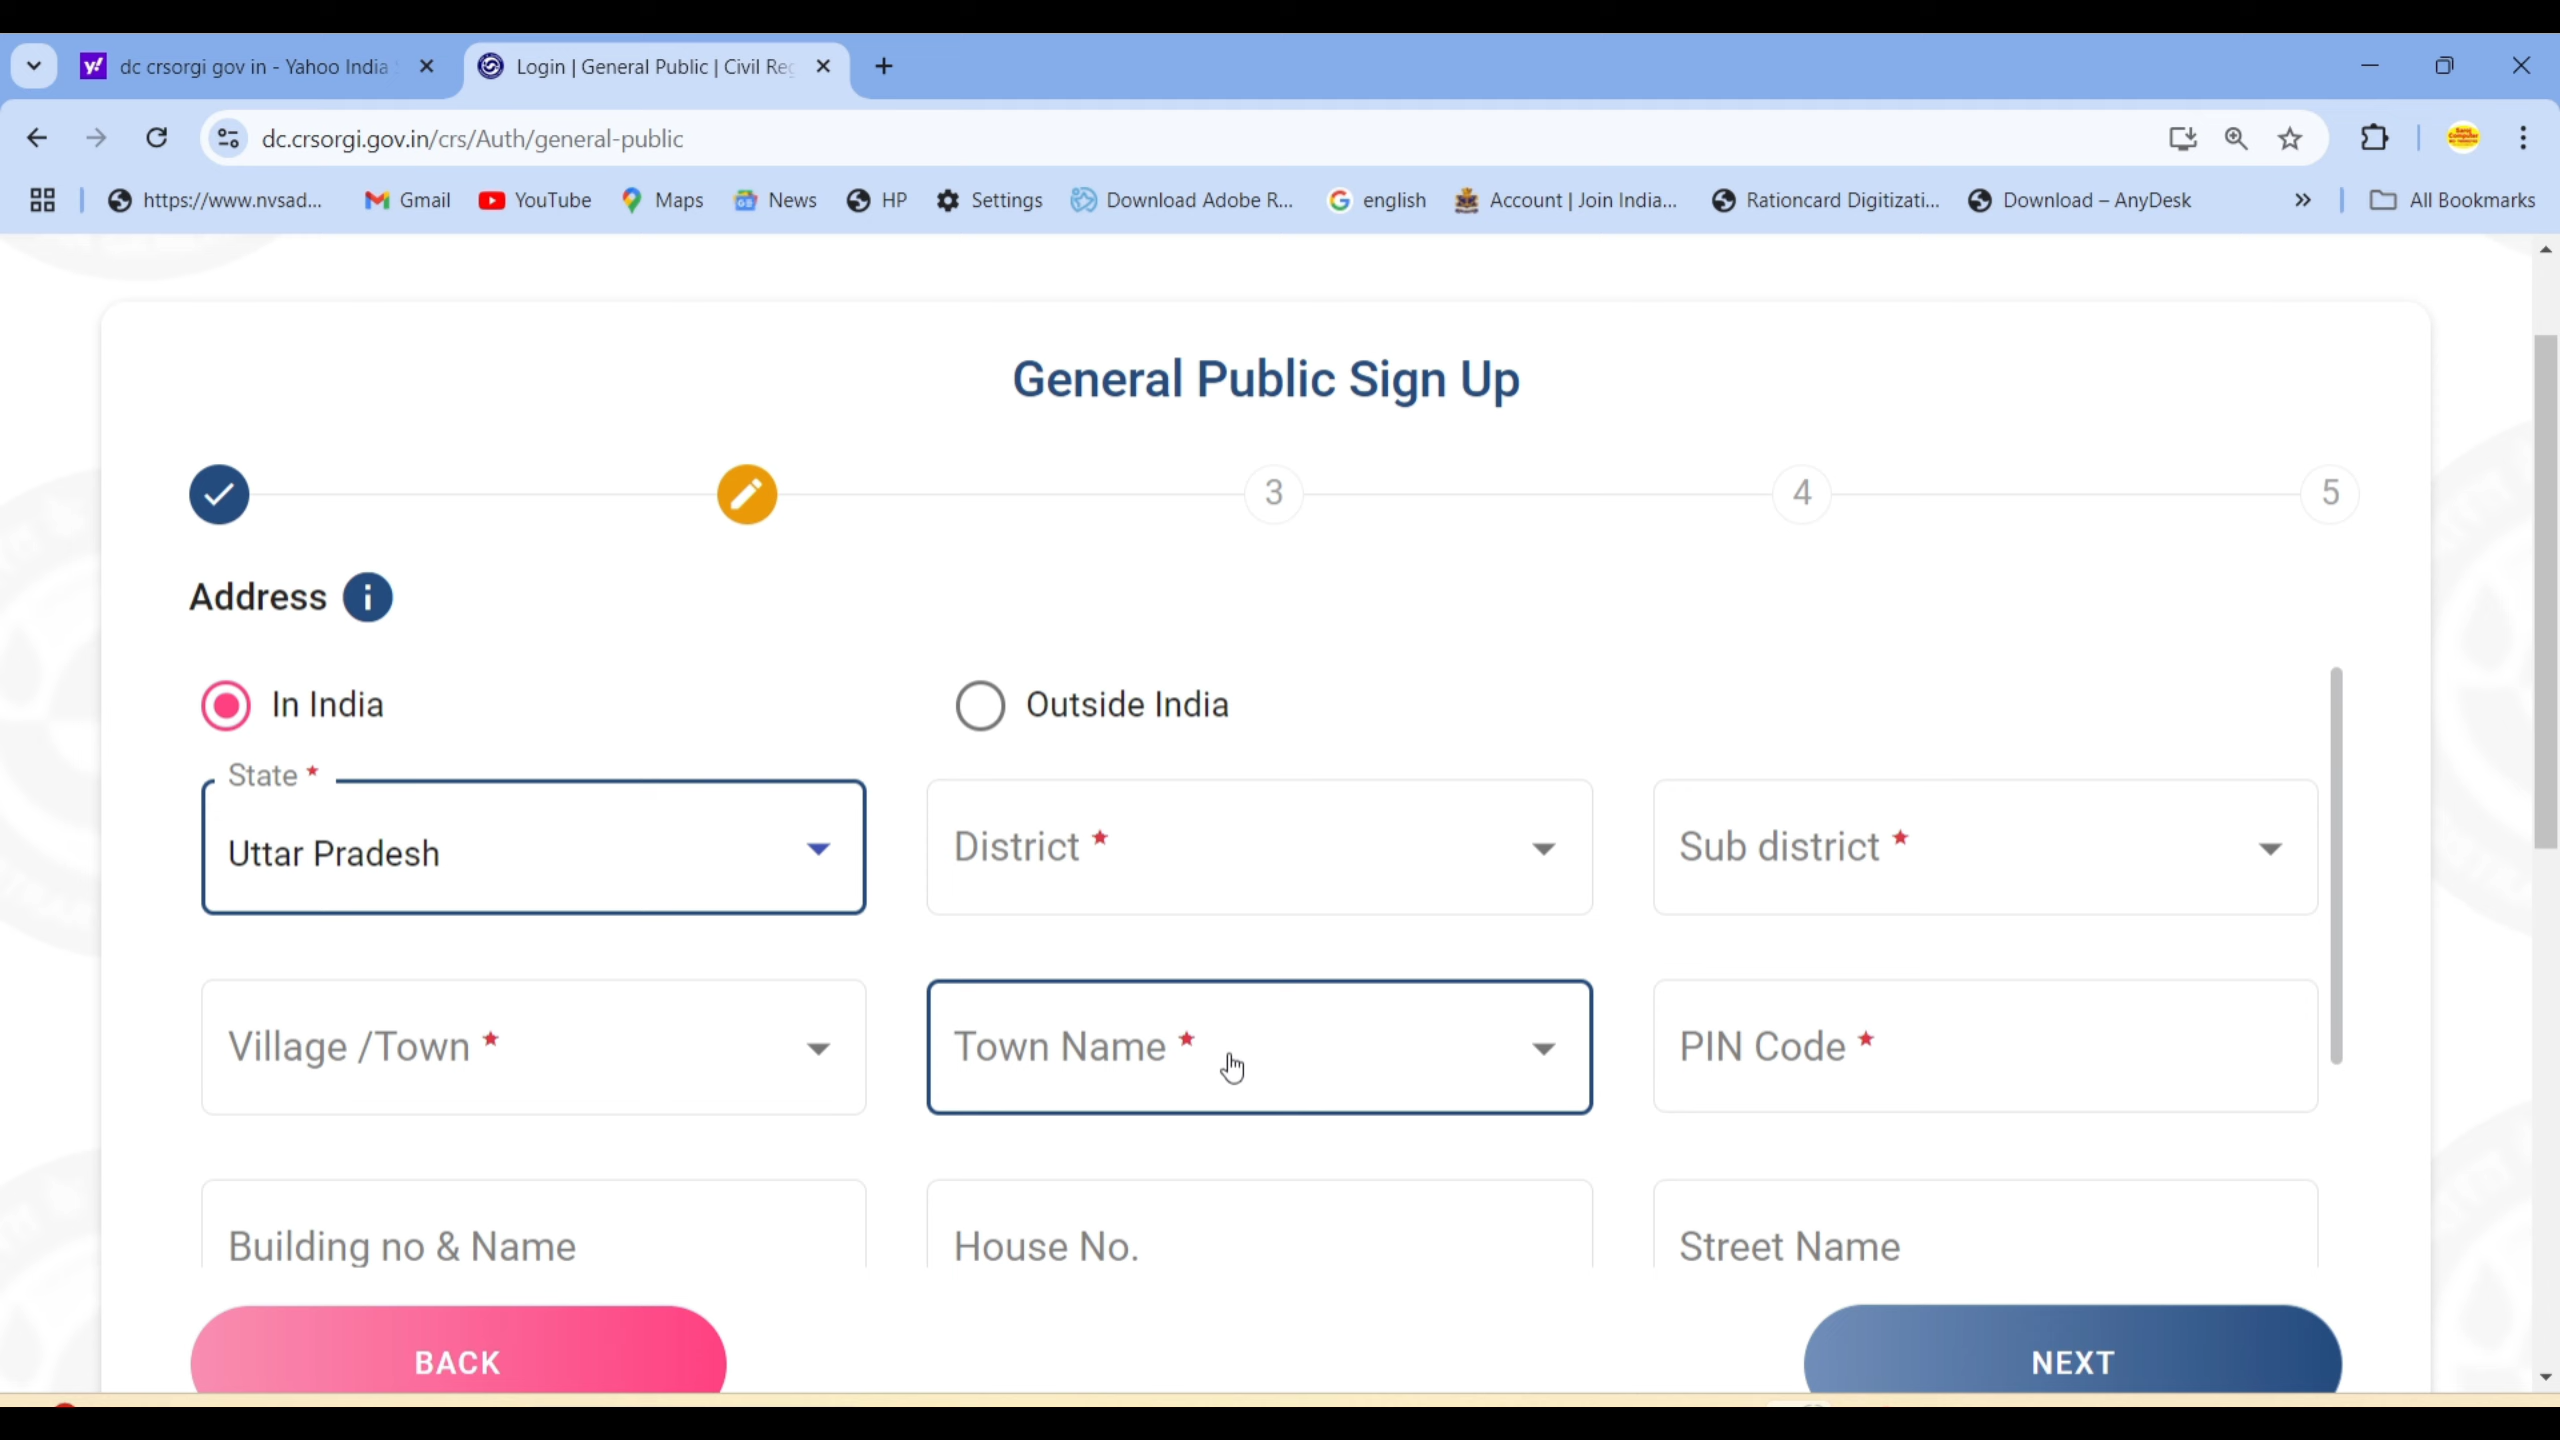 dc crsorgi gov in - Yahoo India
Login | General Public | Civil Reg
dc.crsorgi.gov.in/crs/Auth/general-public
https://www.nvsad... Gmail YouTube Maps News HP Settings Download Adobe R... english Account | Join India... Rationcard Digitizati... Download – AnyDesk » All Bookmarks
General Public Sign Up
3 4 5
Address i
In India Outside India
State *
Uttar Pradesh District * Sub district *
Village /Town * Town Name * PIN Code *
Building no & Name House No. Street Name
BACK NEXT